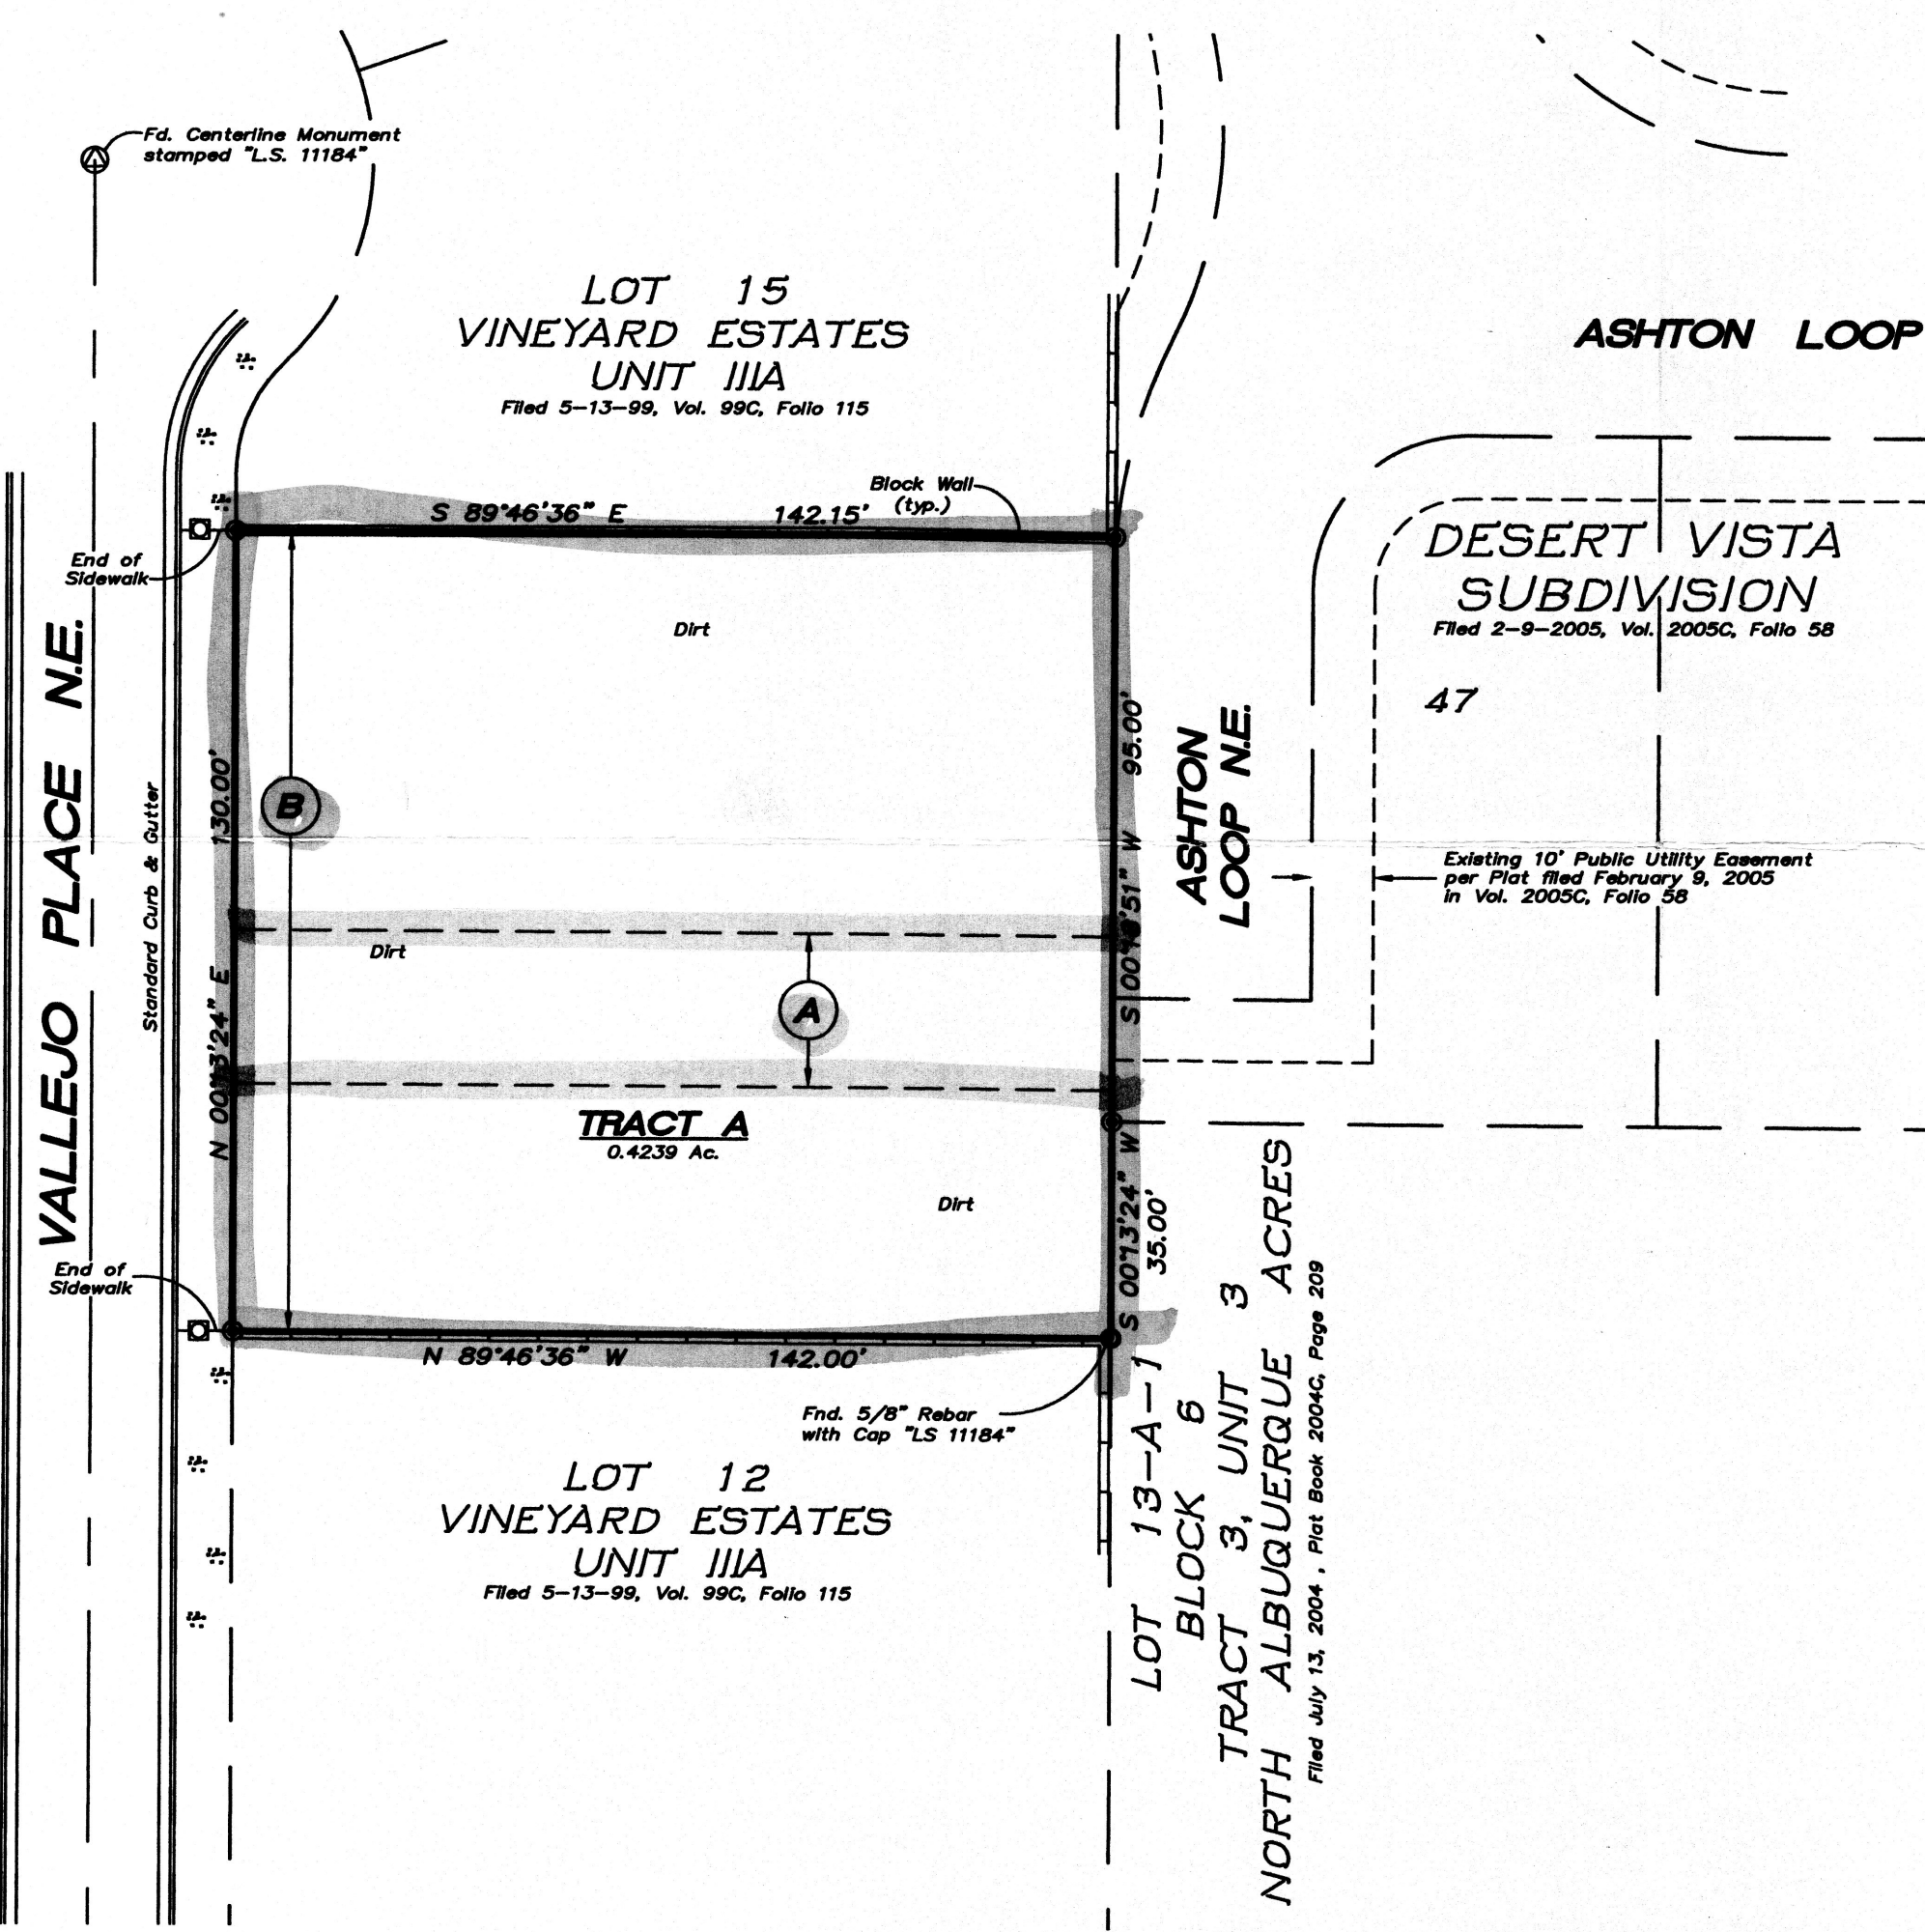 Fd. Centerline Monument
stamped "L.S. 11184"
LOT 15
VINEYARD ESTATES
UNIT IIIA
Filed 5-13-99, Vol. 99C, Folio 115
ASHTON LOOP
Block Wall
(typ.)
S 89°46'36" E 142.15'
End of
Sidewalk
DESERT VISTA
SUBDIVISION
Filed 2-9-2005, Vol. 2005C, Folio 58
47
Dirt
VALLEJO PLACE N.E.
Standard Curb & Gutter
N 00°13'24" E 130.00'
B
95.00'
ASHTON
LOOP N.E.
Existing 10' Public Utility Easement
per Plat filed February 9, 2005
in Vol. 2005C, Folio 58
Dirt
A
TRACT A
0.4239 Ac.
Dirt
S 00°13'24" W
35.00'
End of
Sidewalk
N 89°46'36" W 142.00'
Fnd. 5/8" Rebar
with Cap "LS 11184"
LOT 12
VINEYARD ESTATES
UNIT IIIA
Filed 5-13-99, Vol. 99C, Folio 115
LOT 13-A-1
BLOCK 6
TRACT 3, UNIT 3
NORTH ALBUQUERQUE ACRES
Filed July 13, 2004 , Plat Book 2004C, Page 209